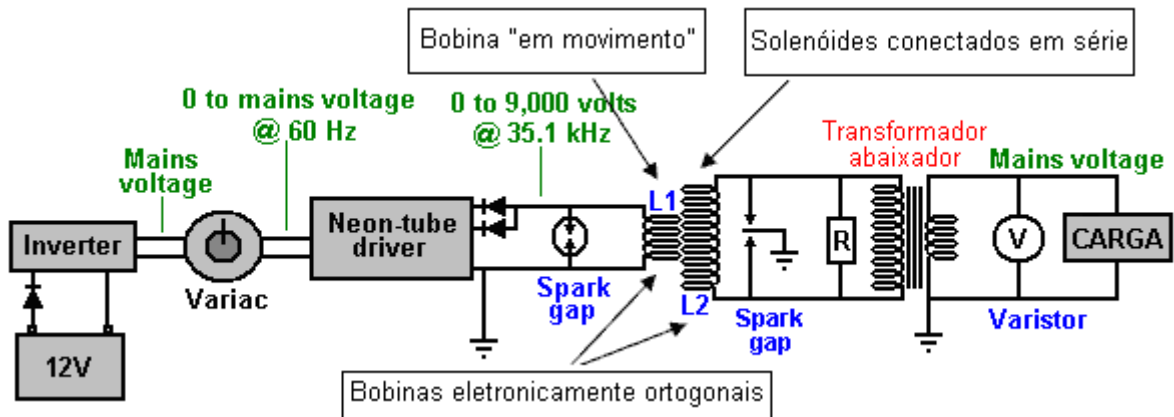 Bobina "em movimento"
Solenóides conectados em série
0 to mains voltage
@ 60 Hz
0 to 9,000 volts
@ 35.1 kHz
Transformador
abaixador
Mains voltage
Mains
voltage
L1
Inverter
Neon-tube
driver
R
V
CARGA
Variac
Spark
gap
L2
Spark
gap
Varistor
12V
Bobinas eletronicamente ortogonais